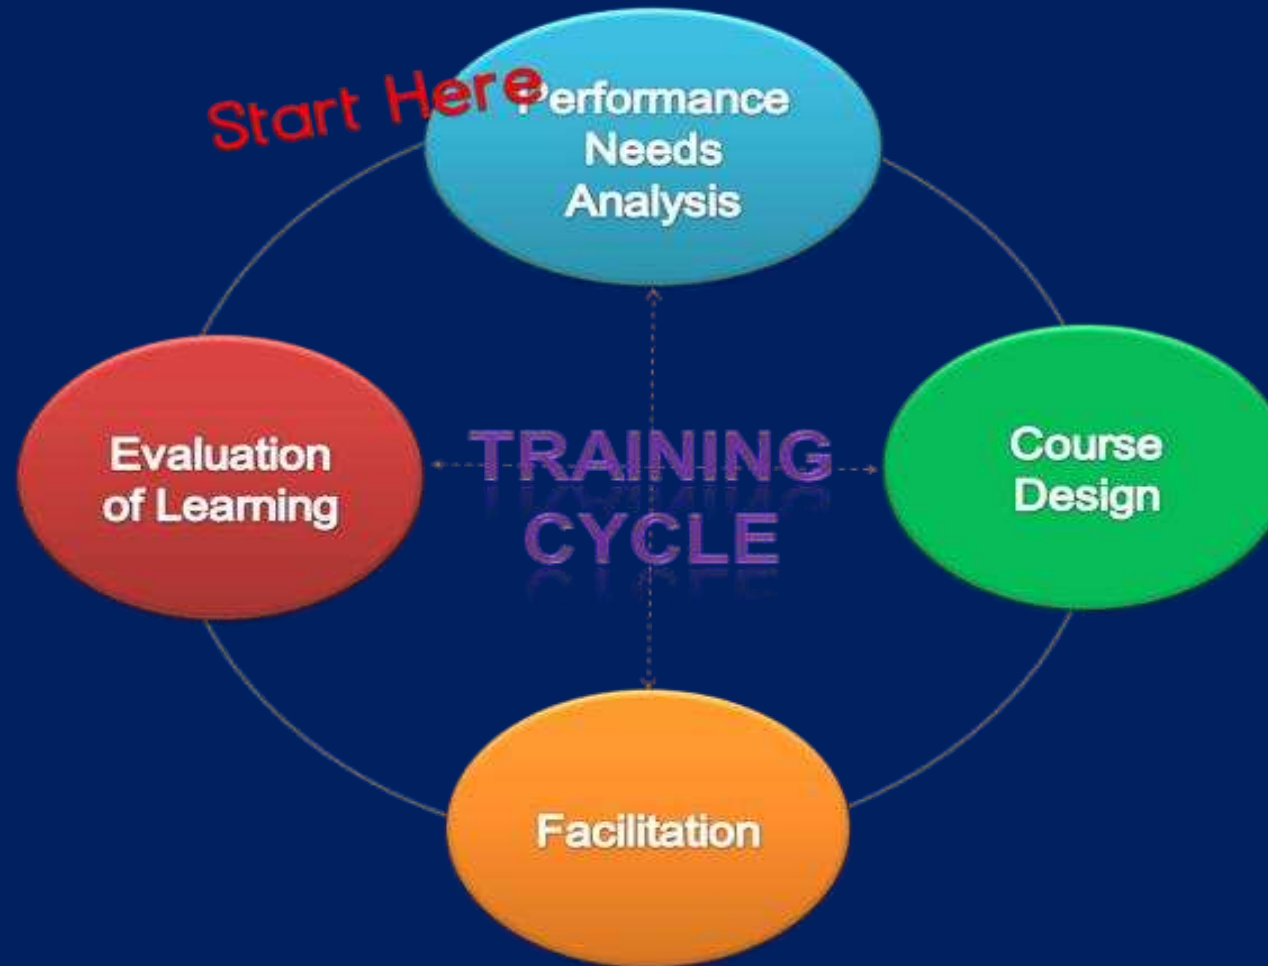 Start Here
Performance
Needs
Analysis
Course
Design
Facilitation
Evaluation
of Learning
TRAINING
CYCLE